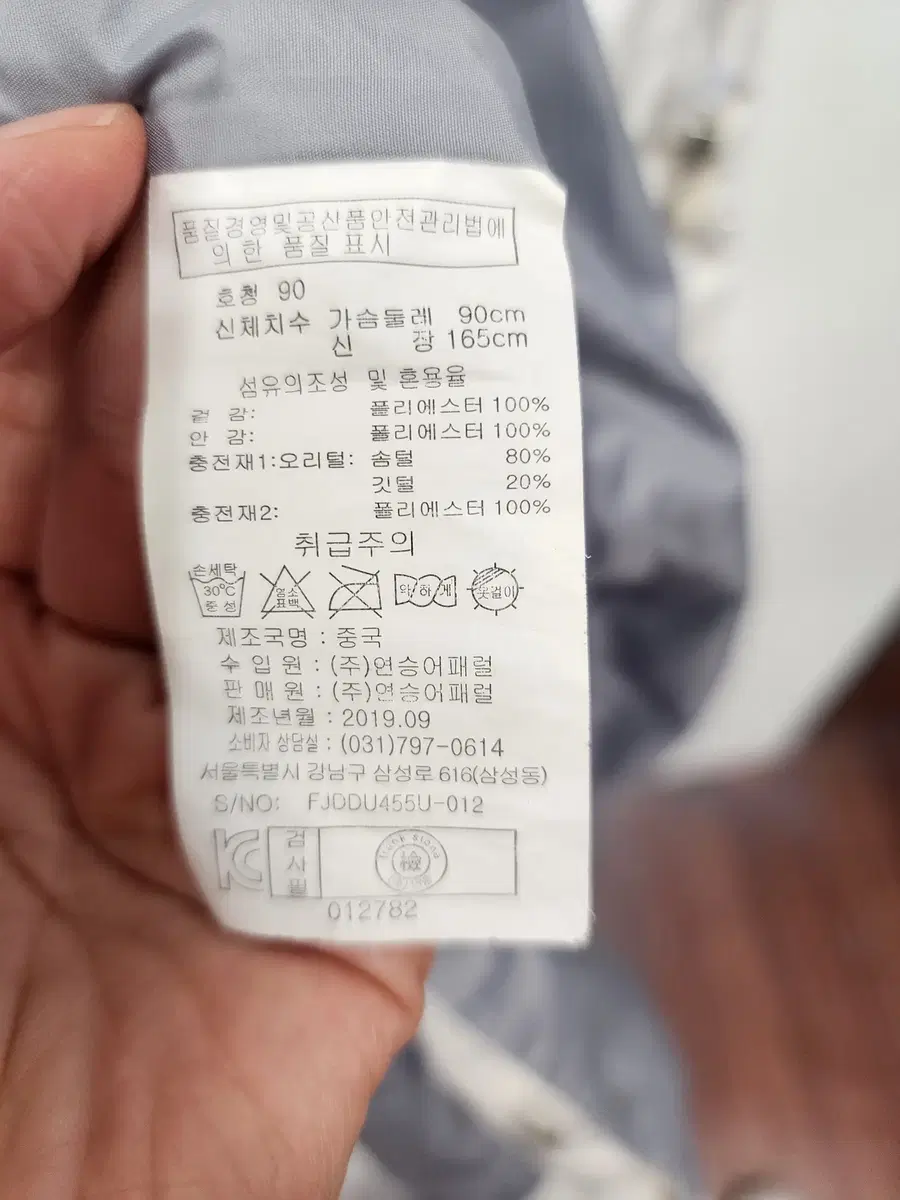 품질경영및공산품안전관리법에
의 한 품질 표시
호칭 90
신체치수 가슴둘레 90cm
신 장 165cm
섬유의조성 및 혼용율
겉 감: 폴리에스터 100%
안 감: 폴리에스터 100%
충전재1:오리털: 솜털 80%
깃털 20%
충전재2: 폴리에스터 100%
취급주의
손세탁
30℃
중성
염소
표백
약하게
옷걸이
제조국명 : 중국
수 입 원 : (주)연승어패럴
판 매 원 : (주)연승어패럴
제조년월 : 2019.09
소비자 상담실 : (031)797-0614
서울특별시 강남구 삼성로 616(삼성동)
S/NO: FJDDU455U-012
검
사
필
檢
012782